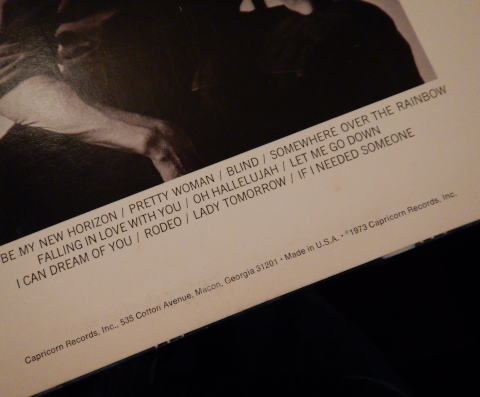 BE MY NEW HORIZON / PRETTY WOMAN / BLIND / SOMEWHERE OVER THE RAINBOW
FALLING IN LOVE WITH YOU / OH HALLELUJAH / LET ME GO DOWN
I CAN DREAM OF YOU / RODEO / LADY TOMORROW / IF I NEEDED SOMEONE
Capricorn Records, Inc., 535 Cotton Avenue, Macon, Georgia 31201 • Made in U.S.A. • ℗1973 Capricorn Records, Inc.